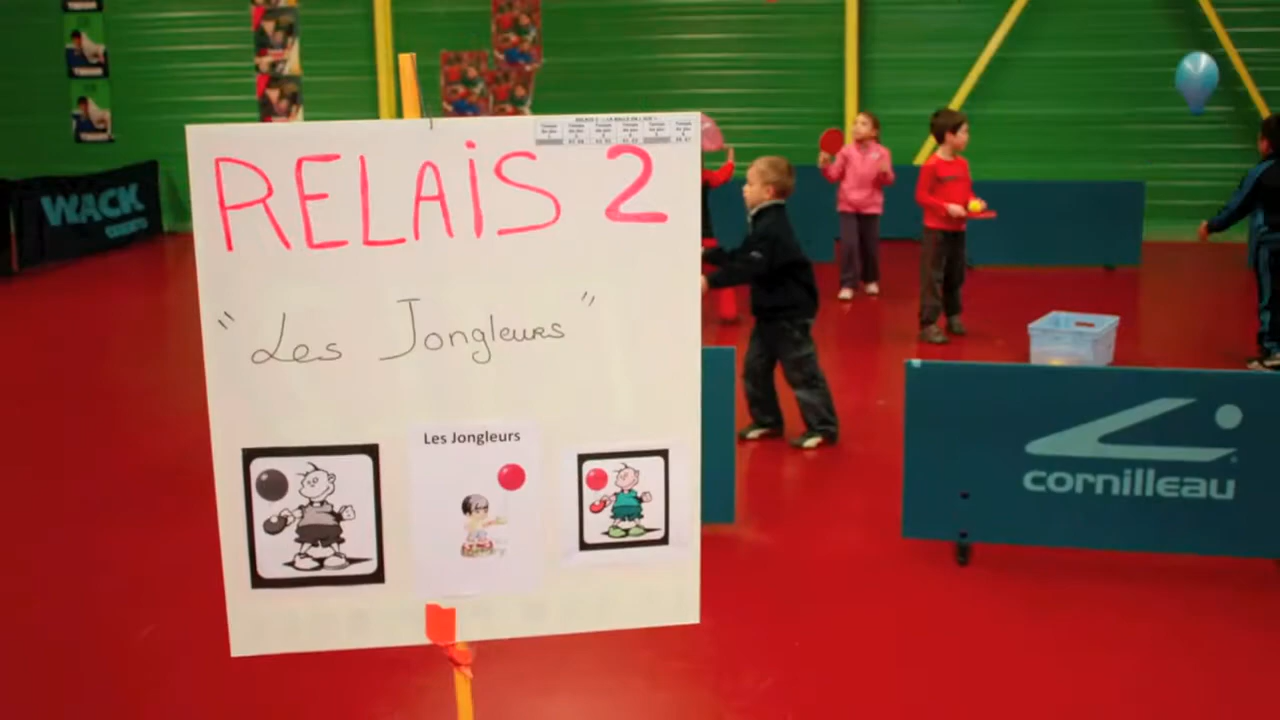 RELAIS 2
" Les Jongleurs "
Les Jongleurs
WACK
cornilleau